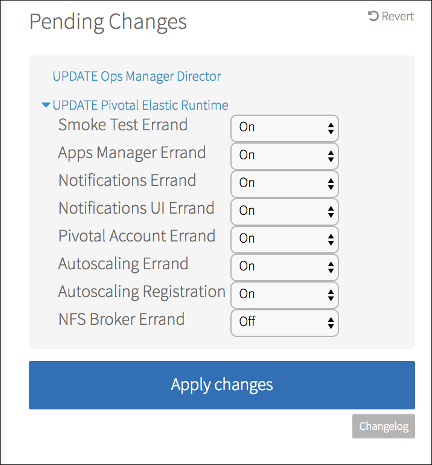 Pending Changes
Revert
UPDATE Ops Manager Director
UPDATE Pivotal Elastic Runtime
Smoke Test Errand On
Apps Manager Errand On
Notifications Errand On
Notifications UI Errand On
Pivotal Account Errand On
Autoscaling Errand On
Autoscaling Registration On
NFS Broker Errand Off
Apply changes
Changelog